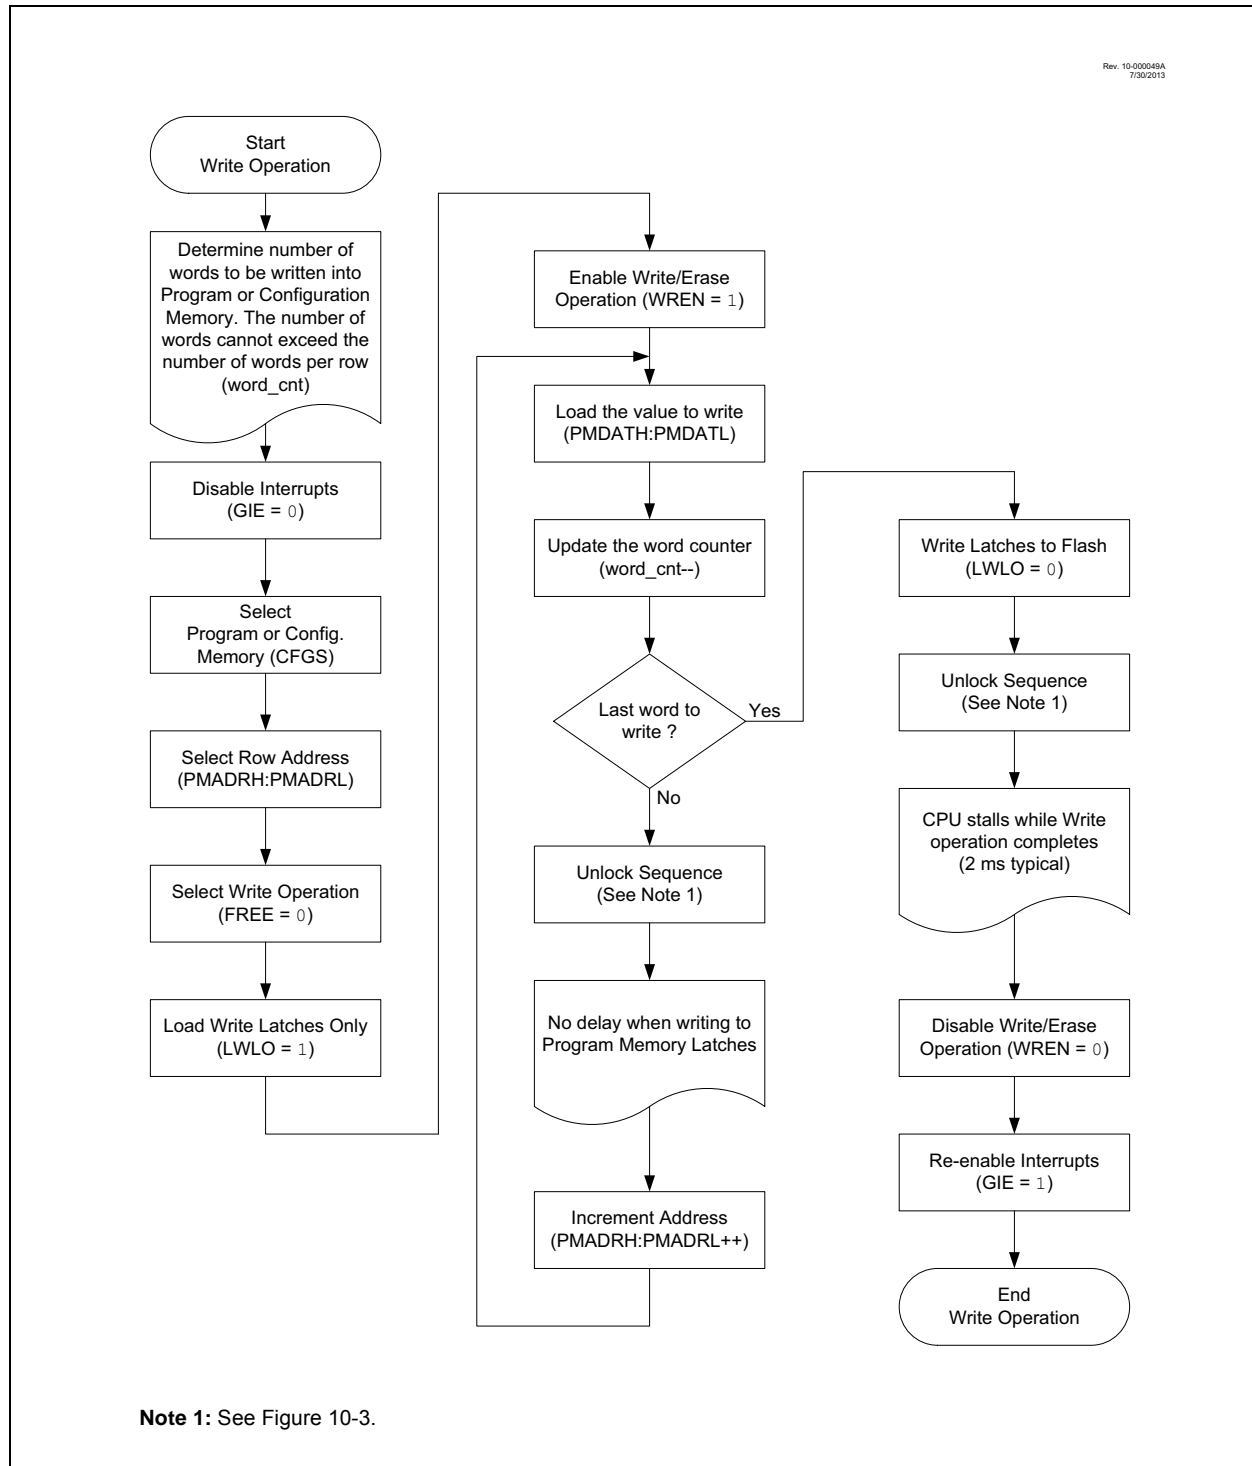 Rev. 10-000049A
7/30/2013
Start
Write Operation
Determine number of
words to be written into
Program or Configuration
Memory. The number of
words cannot exceed the
number of words per row
(word_cnt)
Disable Interrupts
(GIE = 0)
Select
Program or Config.
Memory (CFGS)
Select Row Address
(PMADRH:PMADRL)
Select Write Operation
(FREE = 0)
Load Write Latches Only
(LWLO = 1)
Enable Write/Erase
Operation (WREN = 1)
Load the value to write
(PMDATH:PMDATL)
Update the word counter
(word_cnt--)
Last word to
write ?
Yes
No
Unlock Sequence
(See Note 1)
No delay when writing to
Program Memory Latches
Increment Address
(PMADRH:PMADRL++)
Write Latches to Flash
(LWLO = 0)
Unlock Sequence
(See Note 1)
CPU stalls while Write
operation completes
(2 ms typical)
Disable Write/Erase
Operation (WREN = 0)
Re-enable Interrupts
(GIE = 1)
End
Write Operation
Note 1: See Figure 10-3.